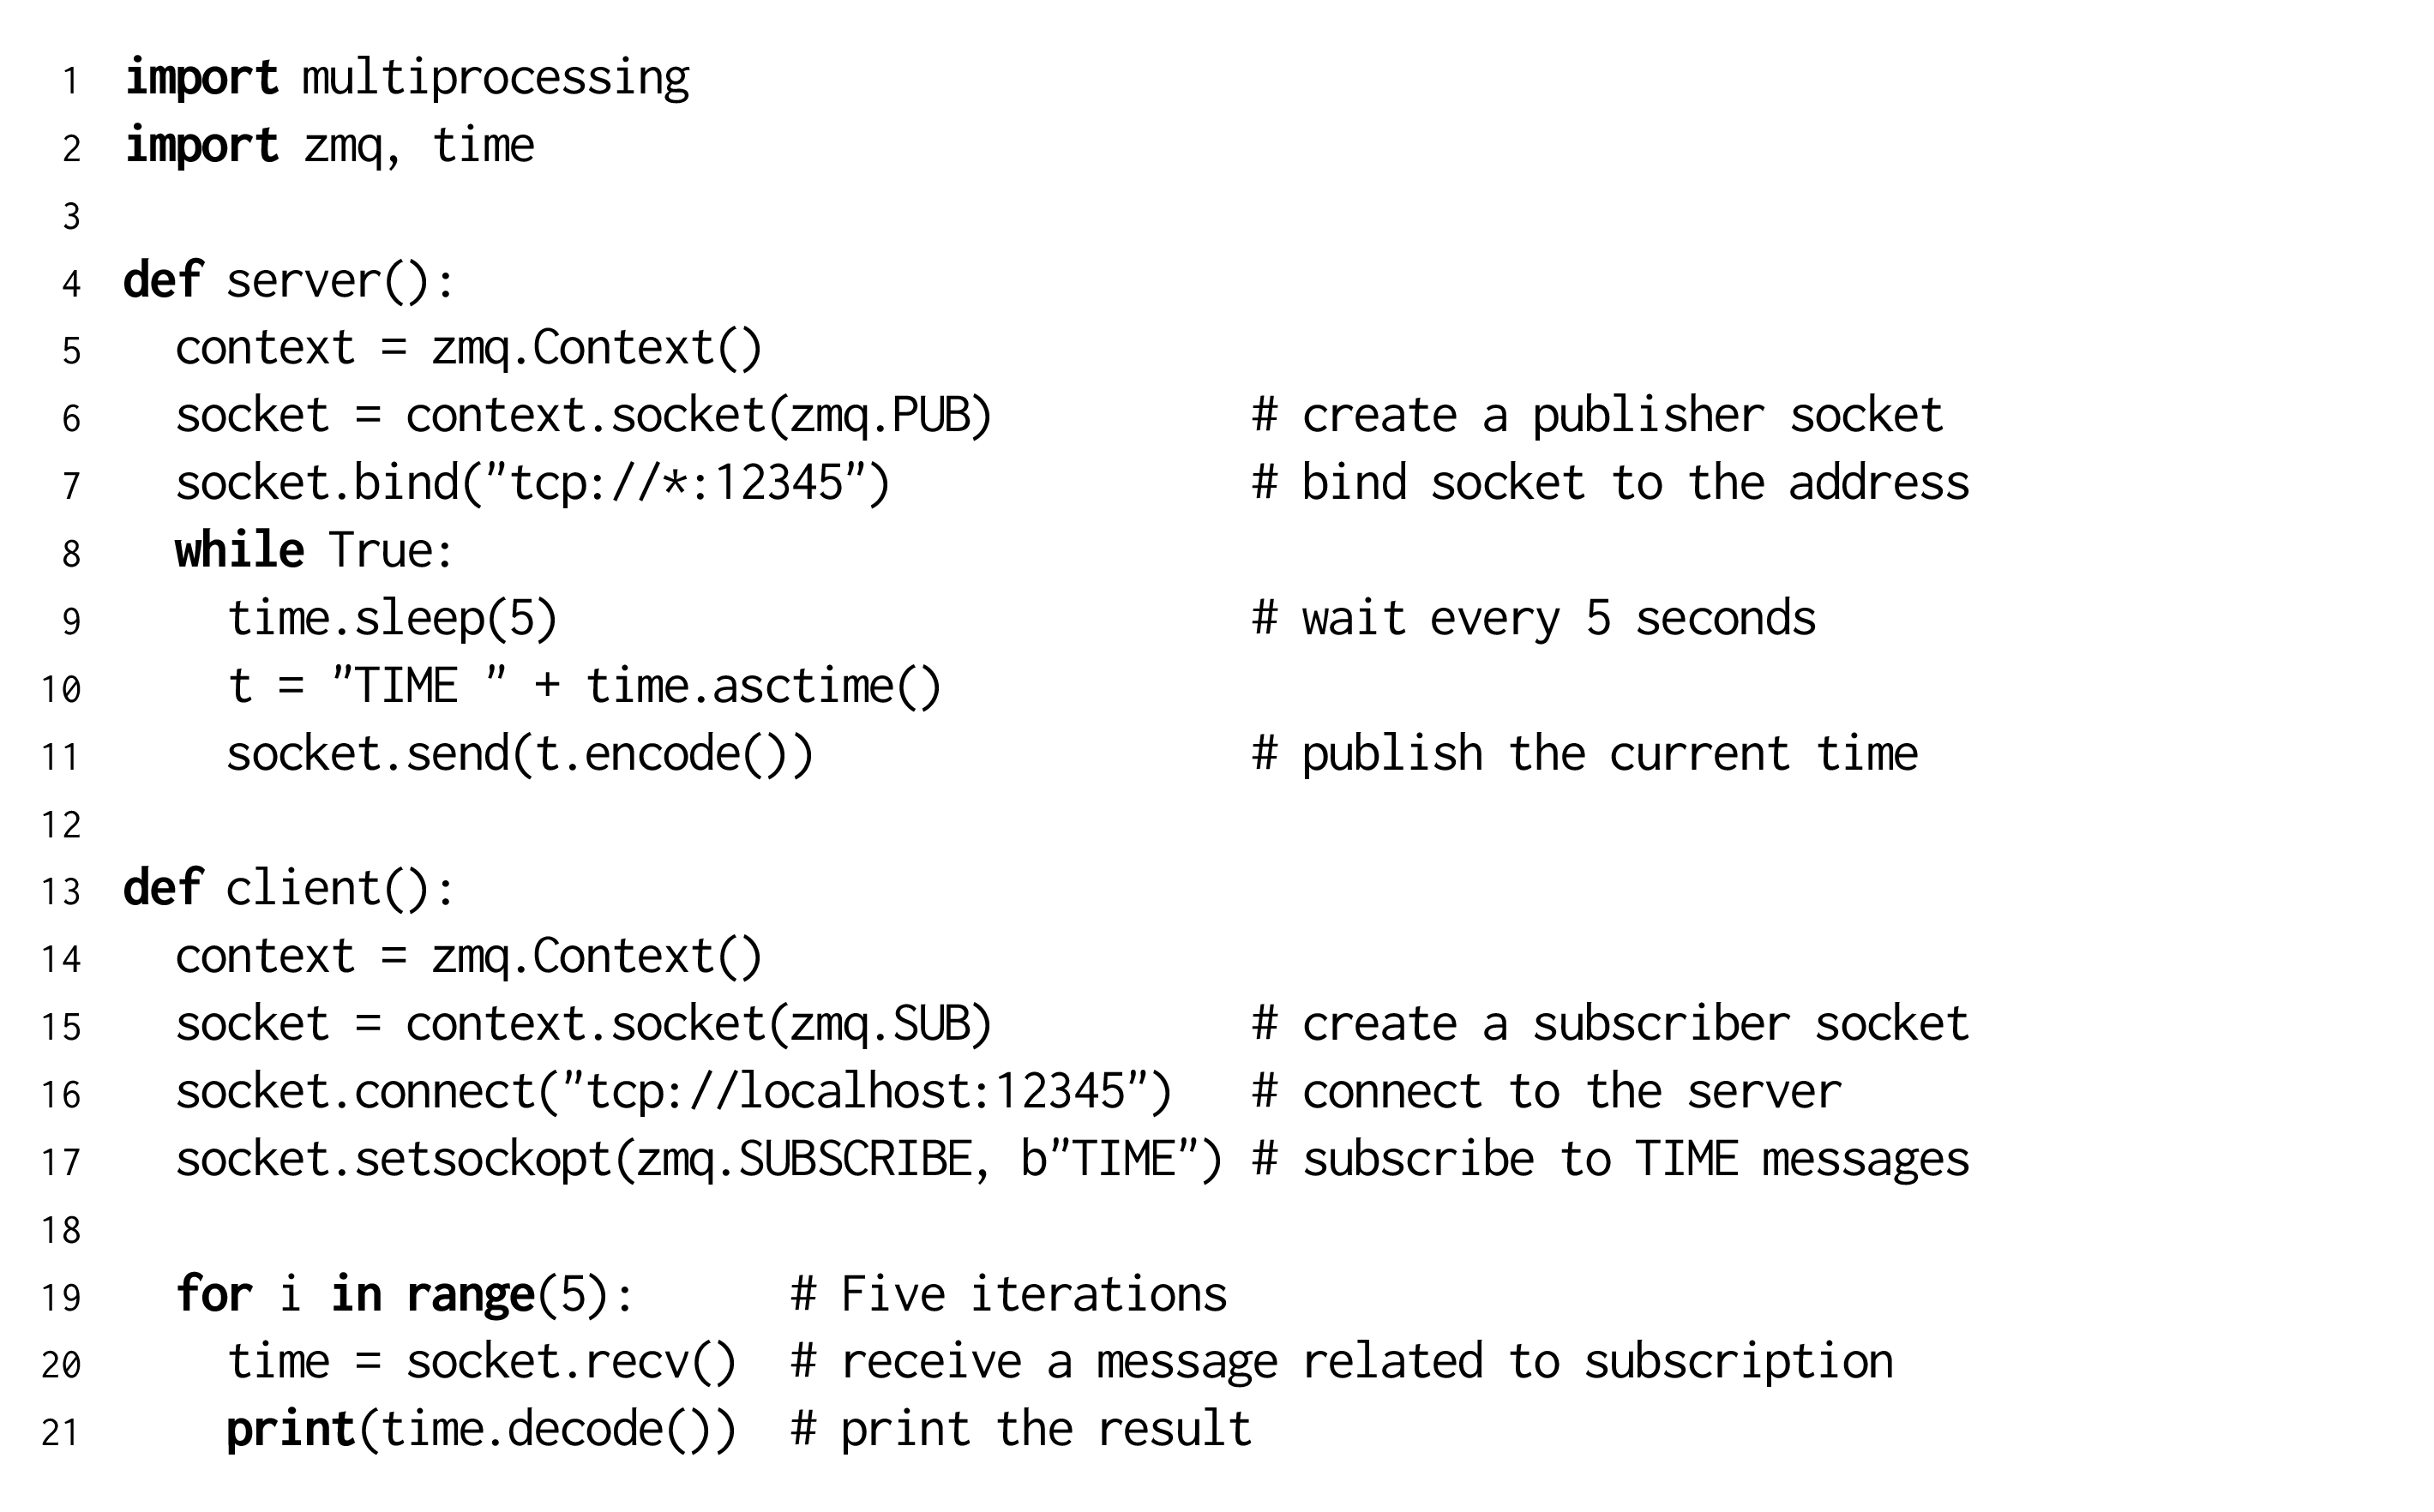 1 import multiprocessing
2 import zmq, time
3
4 def server():
5   context = zmq.Context()
6   socket = context.socket(zmq.PUB)          # create a publisher socket
7   socket.bind("tcp://*:12345")              # bind socket to the address
8   while True:
9     time.sleep(5)                           # wait every 5 seconds
10     t = "TIME " + time.asctime()
11     socket.send(t.encode())                 # publish the current time
12
13 def client():
14   context = zmq.Context()
15   socket = context.socket(zmq.SUB)          # create a subscriber socket
16   socket.connect("tcp://localhost:12345")   # connect to the server
17   socket.setsockopt(zmq.SUBSCRIBE, b"TIME") # subscribe to TIME messages
18
19   for i in range(5):      # Five iterations
20     time = socket.recv()  # receive a message related to subscription
21     print(time.decode())  # print the result